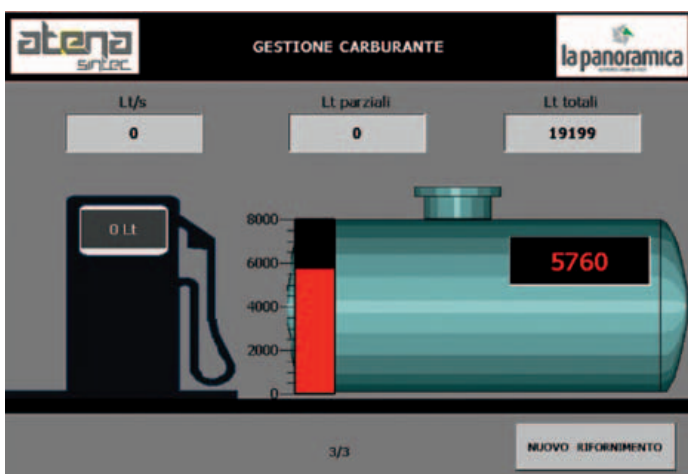 atena
sintec
GESTIONE CARBURANTE
la panoramica
Lt/s
Lt parziali
Lt totali
0
0
19199
0 Lt
8000
6000
4000
2000
0
5760
3/3
NUOVO RIFORNIMENTO